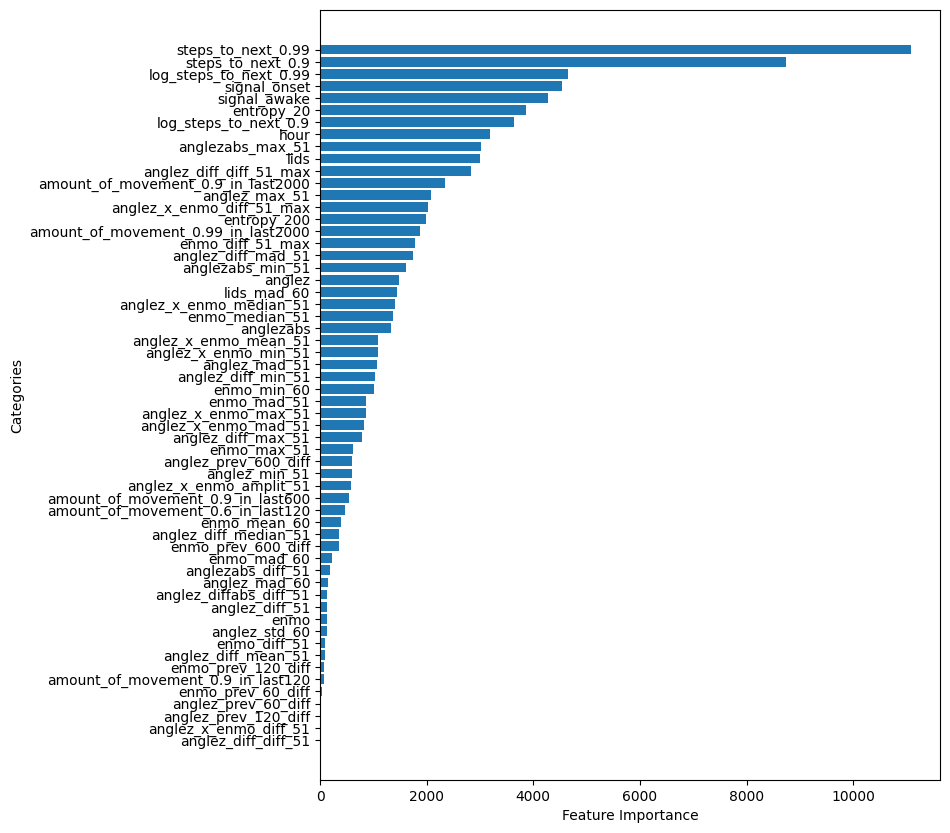 steps_to_next_0.99
steps_to_next_0.9
log_steps_to_next_0.99
signal_onset
signal_awake
entropy_20
log_steps_to_next_0.9
hour
anglezabs_max_51
lids
anglez_diff_diff_51_max
amount_of_movement_0.9_in_last2000
anglez_max_51
anglez_x_enmo_diff_51_max
entropy_200
amount_of_movement_0.99_in_last2000
enmo_diff_51_max
anglez_diff_mad_51
anglezabs_min_51
anglez
lids_mad_60
anglez_x_enmo_median_51
enmo_median_51
anglezabs
anglez_x_enmo_mean_51
anglez_x_enmo_min_51
anglez_mad_51
anglez_diff_min_51
enmo_min_60
enmo_mad_51
anglez_x_enmo_max_51
anglez_x_enmo_mad_51
anglez_diff_max_51
enmo_max_51
anglez_prev_600_diff
anglez_min_51
anglez_x_enmo_amplit_51
amount_of_movement_0.9_in_last600
amount_of_movement_0.6_in_last120
enmo_mean_60
anglez_diff_median_51
enmo_prev_600_diff
enmo_mad_60
anglezabs_diff_51
anglez_mad_60
anglez_diffabs_diff_51
anglez_diff_51
enmo
anglez_std_60
enmo_diff_51
anglez_diff_mean_51
enmo_prev_120_diff
amount_of_movement_0.9_in_last120
enmo_prev_60_diff
anglez_prev_60_diff
anglez_prev_120_diff
anglez_x_enmo_diff_51
anglez_diff_diff_51
Categories
0 2000 4000 6000 8000 10000
Feature Importance